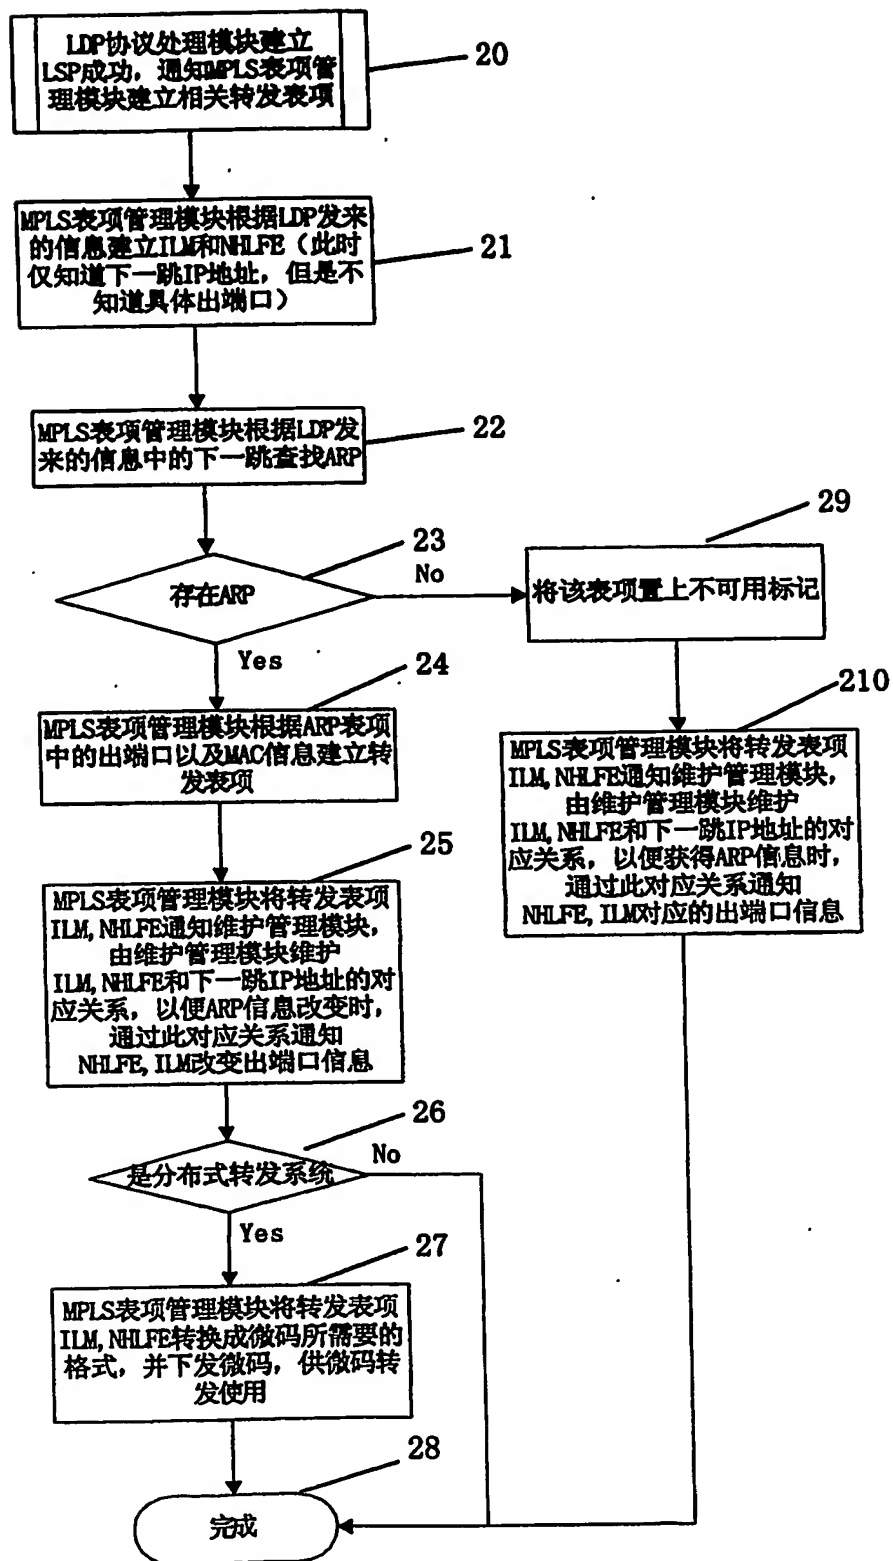 LDP协议处理模块建立
LSP成功，通知MPLS表项管
理模块建立相关转发表项
20
MPLS表项管理模块根据LDP发来
的信息建立ILM和NHLFE（此时
仅知道下一跳IP地址，但是不
知道具体出端口）
21
MPLS表项管理模块根据LDP发
来的信息中的下一跳查找ARP
22
存在ARP
23
No
Yes
29
将该表项置上不可用标记
24
MPLS表项管理模块根据ARP表项
中的出端口以及MAC信息建立转
发表项
210
MPLS表项管理模块将转发表项
ILM,NHLFE通知维护管理模块，
由维护管理模块维护
ILM,NHLFE和下一跳IP地址的对
应关系，以便获得ARP信息时，
通过此对应关系通知
NHLFE,ILM对应的出端口信息
25
MPLS表项管理模块将转发表项
ILM,NHLFE通知维护管理模块，
由维护管理模块维护
ILM,NHLFE和下一跳IP地址的对
应关系，以便ARP信息改变时，
通过此对应关系通知
NHLFE,ILM改变出端口信息
26
是分布式转发系统
No
Yes
27
MPLS表项管理模块将转发表项
ILM,NHLFE转换成微码所需要的
格式，并下发微码，供微码转
发使用
28
完成